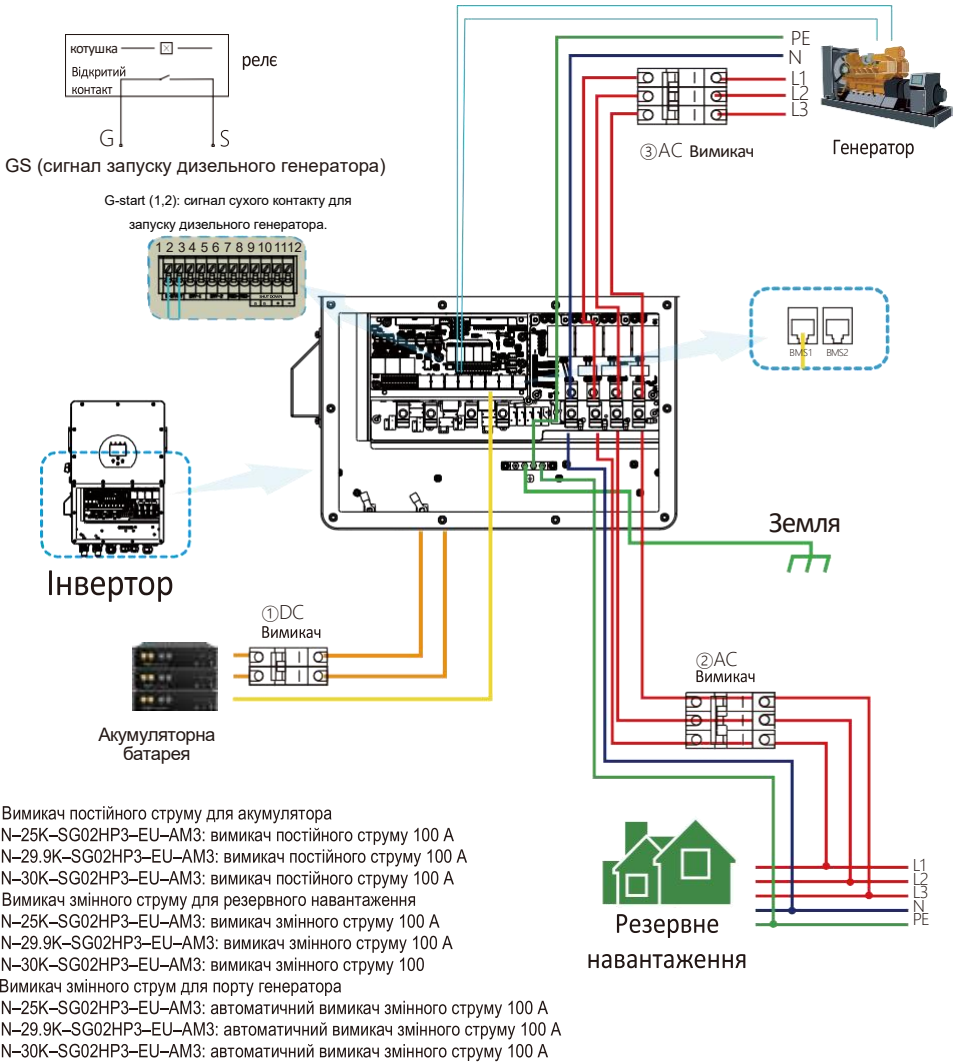 котушка
Відкритий
контакт
релє
G S
GS (сигнал запуску дизельного генератора)
G-start (1,2): сигнал сухого контакту для
запуску дизельного генератора.
1 2 3 4 5 6 7 8 9 10 11 12
SHUT DOWN
PE
N
L1
L2
L3
③AC Вимикач
Генератор
BMS1 BMS2
Інвертор
Земля
①DC
Вимикач
②AC
Вимикач
Акумуляторна
батарея
Вимикач постійного струму для акумулятора
N–25K–SG02HP3–EU–AM3: вимикач постійного струму 100 А
N–29.9K–SG02HP3–EU–AM3: вимикач постійного струму 100 А
N–30K–SG02HP3–EU–AM3: вимикач постійного струму 100 А
Вимикач змінного струму для резервного навантаження
N–25K–SG02HP3–EU–AM3: вимикач змінного струму 100 А
N–29.9K–SG02HP3–EU–AM3: вимикач змінного струму 100 А
N–30K–SG02HP3–EU–AM3: вимикач змінного струму 100
Вимикач змінного струм для порту генератора
N–25K–SG02HP3–EU–AM3: автоматичний вимикач змінного струму 100 А
N–29.9K–SG02HP3–EU–AM3: автоматичний вимикач змінного струму 100 А
N–30K–SG02HP3–EU–AM3: автоматичний вимикач змінного струму 100 А
Резервне
навантаження
L1
L2
L3
N
PE